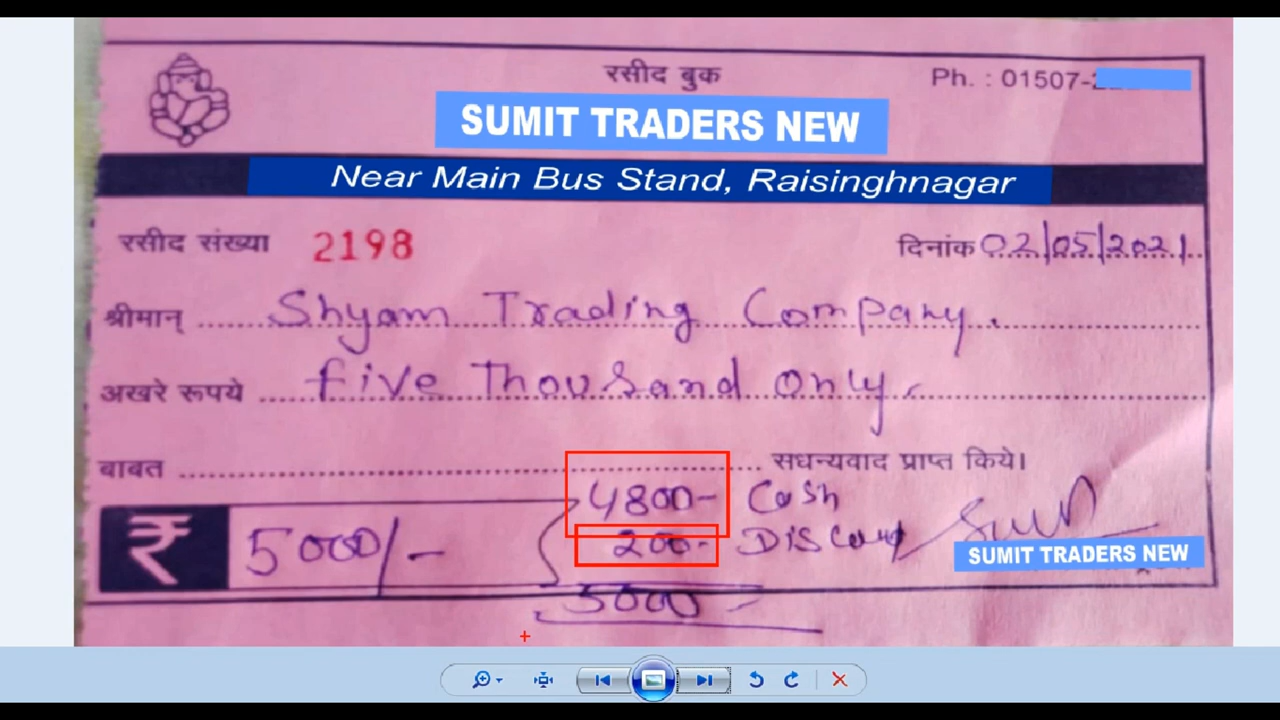 रसीद बुक
Ph. : 01507-
SUMIT TRADERS NEW
Near Main Bus Stand, Raisinghnagar
रसीद संख्या 2198
दिनांक 02/05/2021
श्रीमान् Shyam Trading Company.
अखरे रूपये five Thousand only.
बाबत सधन्यवाद प्राप्त किये।
4800- Cash
₹ 5000/-
200- Discount
SUMIT TRADERS NEW
5000-